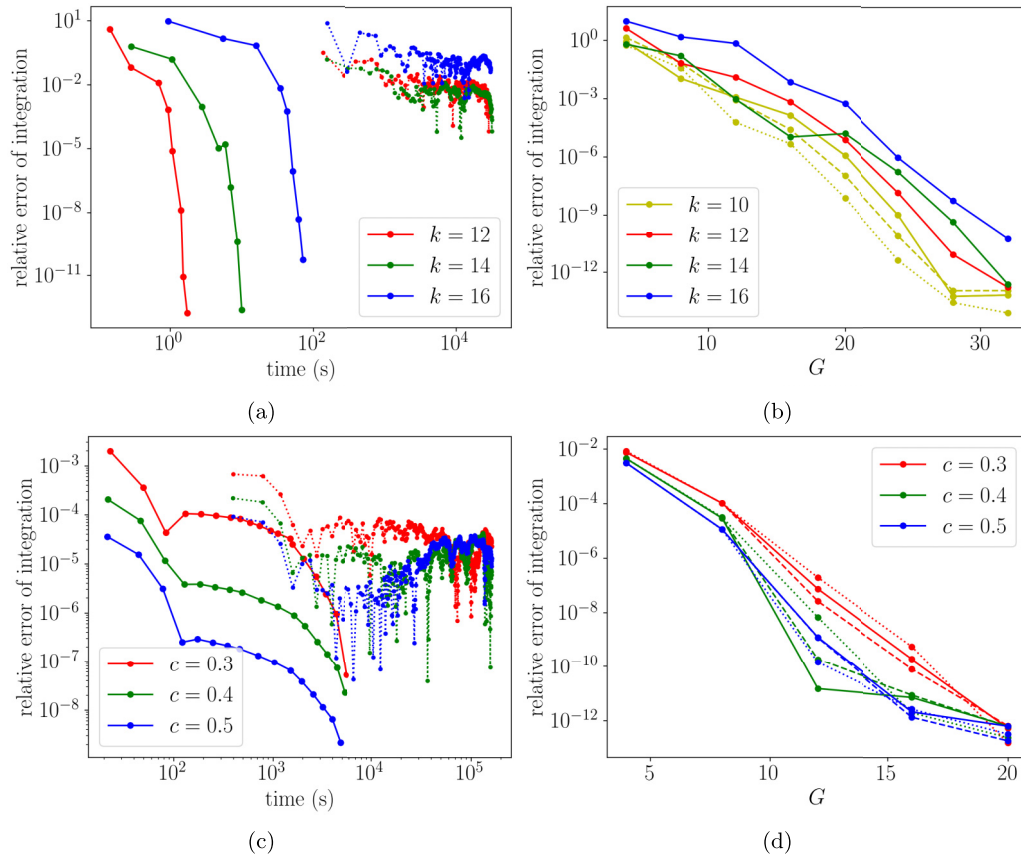 relative error of integration
10^1
10^{-2}
10^{-5}
10^{-8}
10^{-11}
k = 12
k = 14
k = 16
10^0
10^2
10^4
time (s)
(a)
relative error of integration
10^0
10^{-3}
10^{-6}
10^{-9}
10^{-12}
k = 10
k = 12
k = 14
k = 16
10
20
30
G
(b)
relative error of integration
10^{-3}
10^{-4}
10^{-5}
10^{-6}
10^{-7}
10^{-8}
c = 0.3
c = 0.4
c = 0.5
10^2
10^3
10^4
10^5
time (s)
(c)
relative error of integration
10^{-2}
10^{-4}
10^{-6}
10^{-8}
10^{-10}
10^{-12}
c = 0.3
c = 0.4
c = 0.5
5
10
15
20
G
(d)